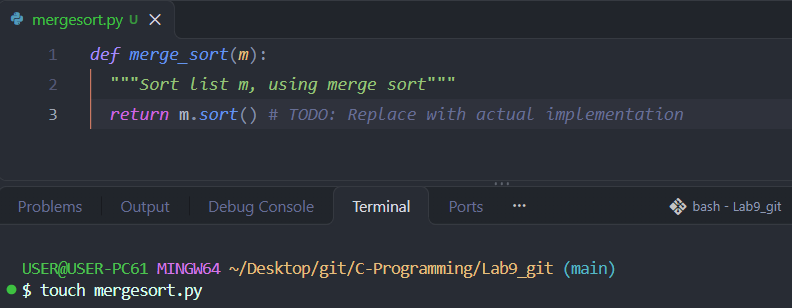 mergesort.py U
1 def merge_sort(m):
2 """Sort list m, using merge sort"""
3 return m.sort() # TODO: Replace with actual implementation
Problems Output Debug Console Terminal Ports ··· bash - Lab9_git
USER@USER-PC61 MINGW64 ~/Desktop/git/C-Programming/Lab9_git (main)
$ touch mergesort.py